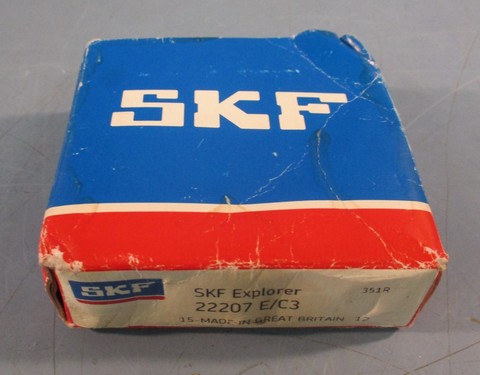 SKF
SKF
SKF Explorer 351R
22207 E/C3
15-MADE IN GREAT BRITAIN 12